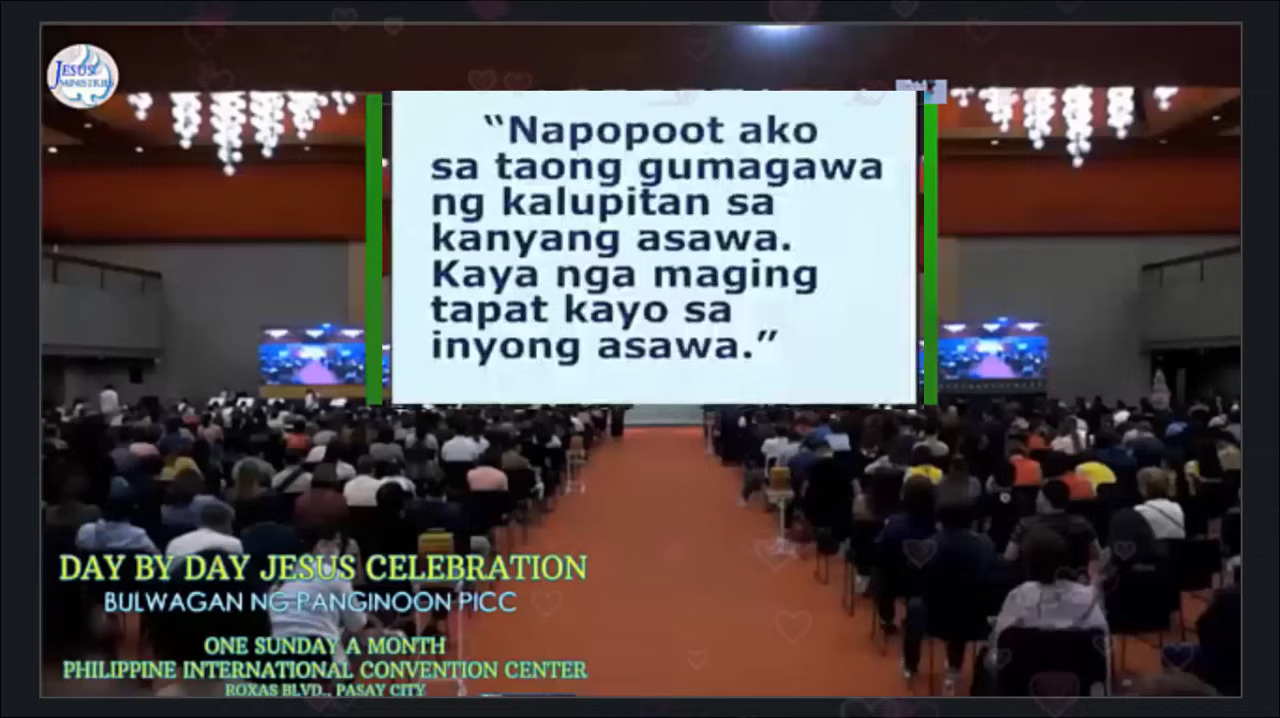 JESUS
MINISTRIES
“Napopoot ako
sa taong gumagawa
ng kalupitan sa
kanyang asawa.
Kaya nga maging
tapat kayo sa
inyong asawa.”
DAY BY DAY JESUS CELEBRATION
BULWAGAN NG PANGINOON PICC
ONE SUNDAY A MONTH
PHILIPPINE INTERNATIONAL CONVENTION CENTER
ROXAS BLVD., PASAY CITY